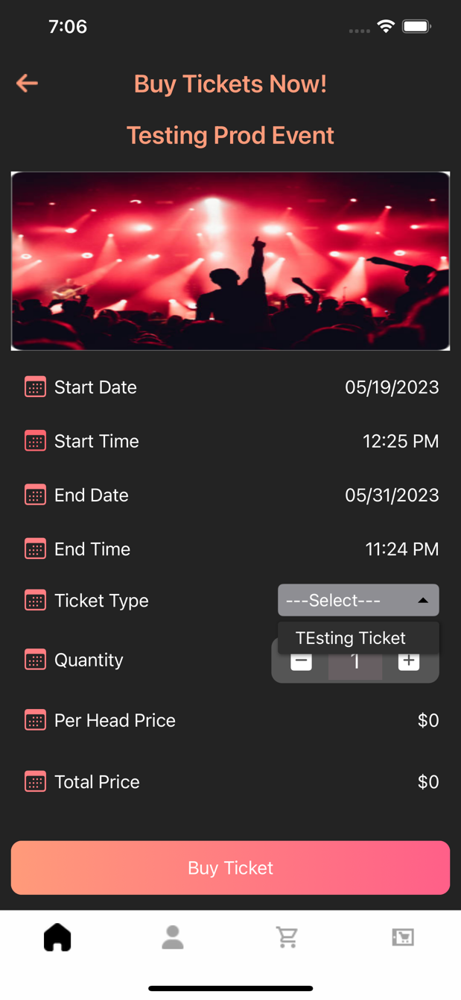 7:06
Buy Tickets Now!
Testing Prod Event
Start Date 05/19/2023
Start Time 12:25 PM
End Date 05/31/2023
End Time 11:24 PM
Ticket Type ---Select---
TEsting Ticket
Quantity 1
Per Head Price $0
Total Price $0
Buy Ticket